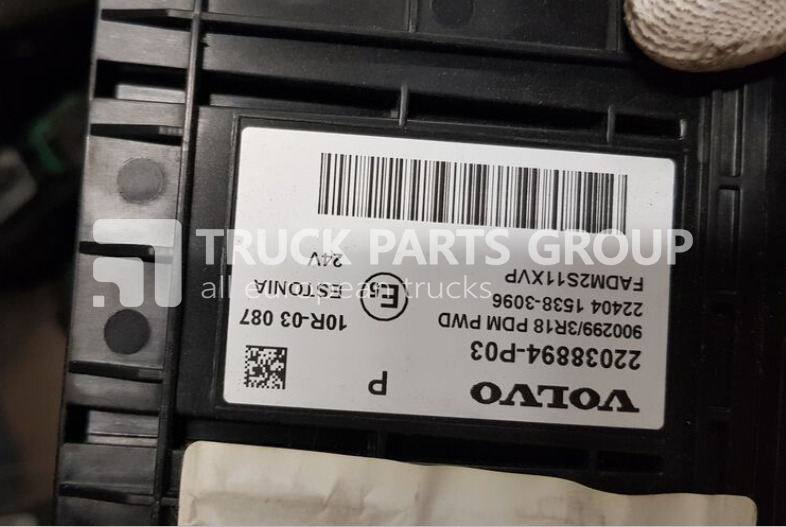 VOLVO
P
22038894-P03
900299/3R18 PDM PWD
22404 1538-3096
FADM2S11XVP
10R-03 087
E5
ESTONIA
24V
TRUCK PARTS GROUP
all european trucks